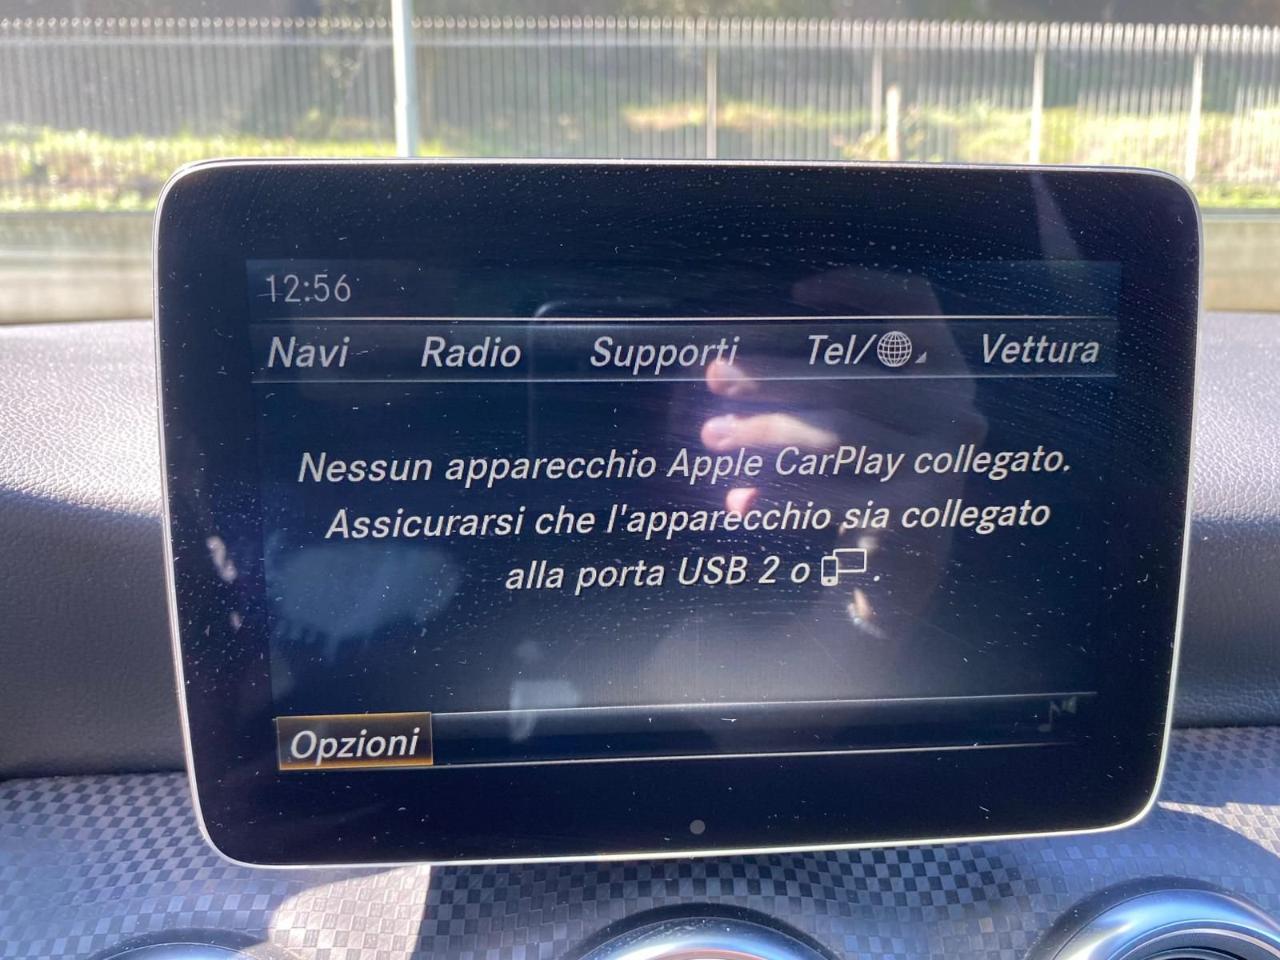 12:56
Navi Radio Supporti Tel/ Vettura
Nessun apparecchio Apple CarPlay collegato.
Assicurarsi che l'apparecchio sia collegato
alla porta USB 2 o .
Opzioni